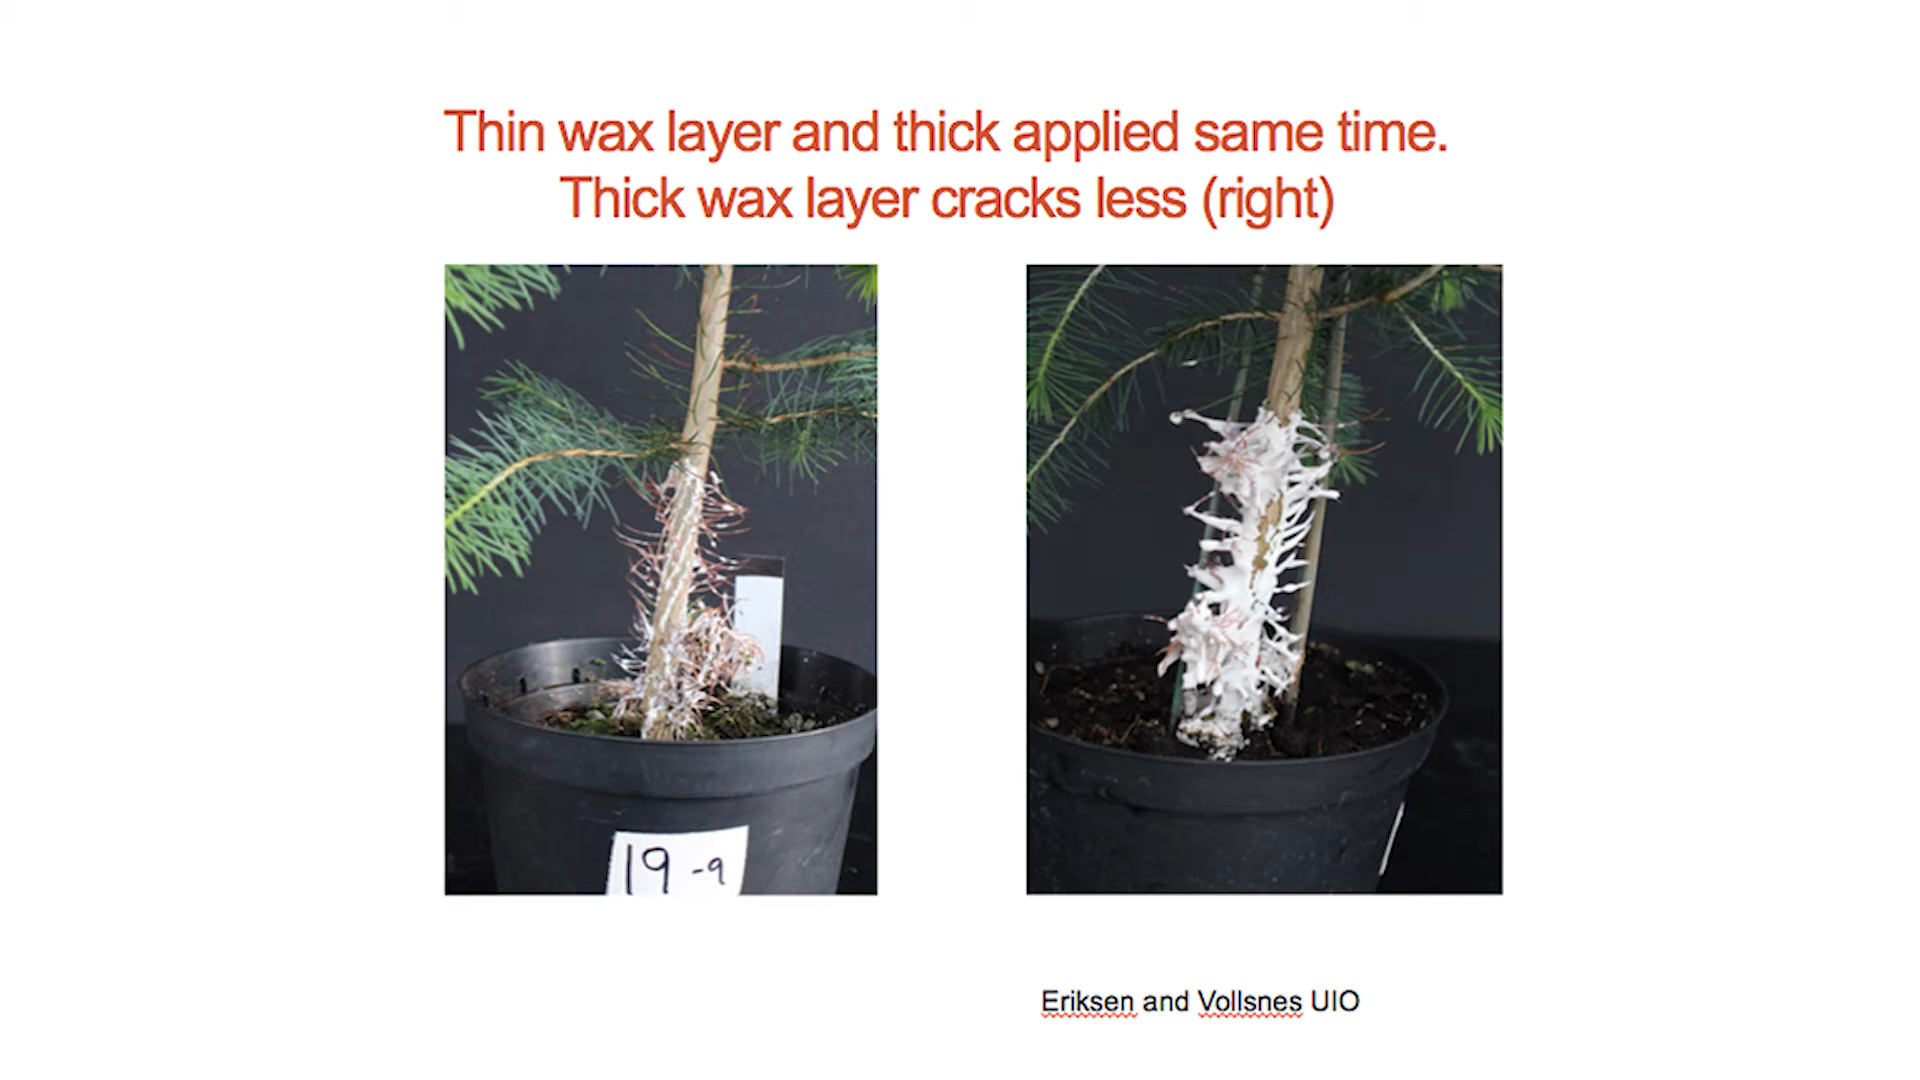 Thin wax layer and thick applied same time.
Thick wax layer cracks less (right)
19-9
Eriksen and Vollsnes UIO